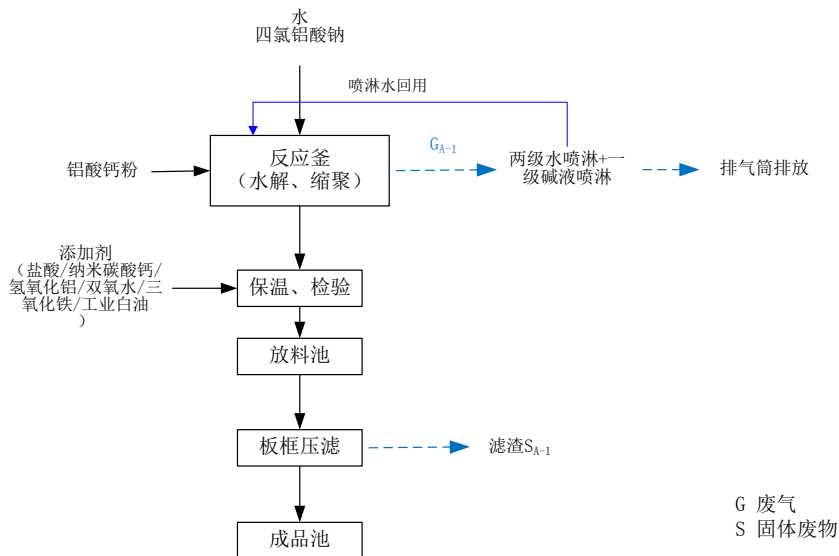 水
四氯铝酸钠
喷淋水回用
铝酸钙粉
反应釜
（水解、缩聚）
G_A-1
两级水喷淋+一
级碱液喷淋
排气筒排放
添加剂
（盐酸/纳米碳酸钙/
氢氧化铝/双氧水/三
氧化铁/工业白油
）
保温、检验
放料池
板框压滤
滤渣S_A-1
成品池
G 废气
S 固体废物